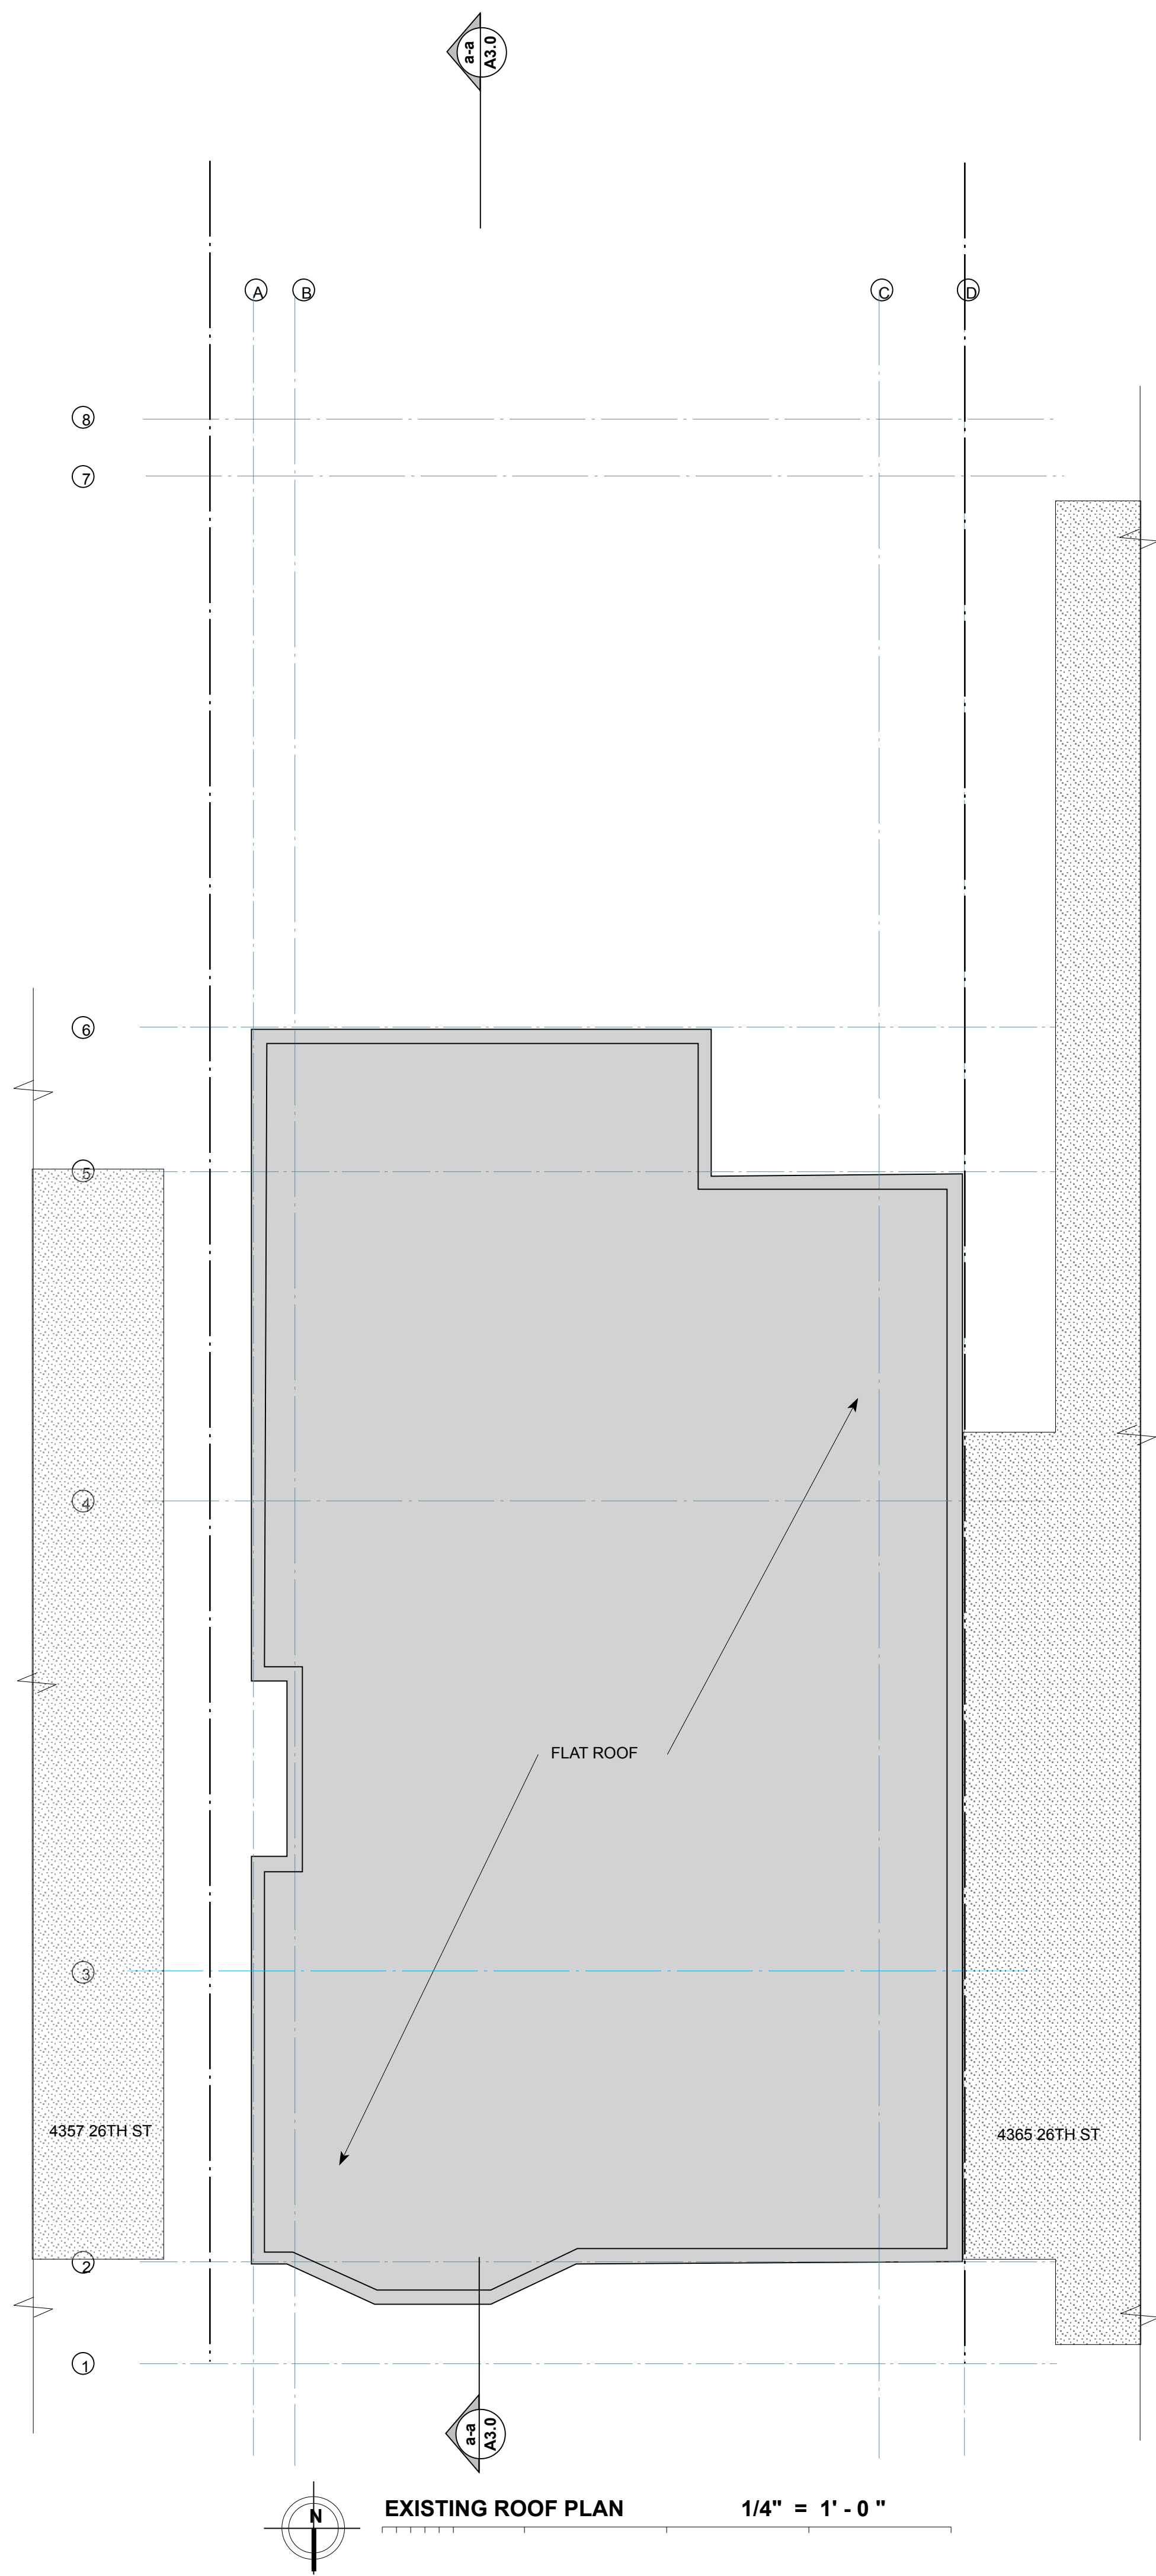 a-a
A3.0
A
B
C
D
8
7
6
5
4
FLAT ROOF
3
4357 26TH ST
4365 26TH ST
2
1
a-a
A3.0
N
EXISTING ROOF PLAN 1/4" = 1' - 0 "